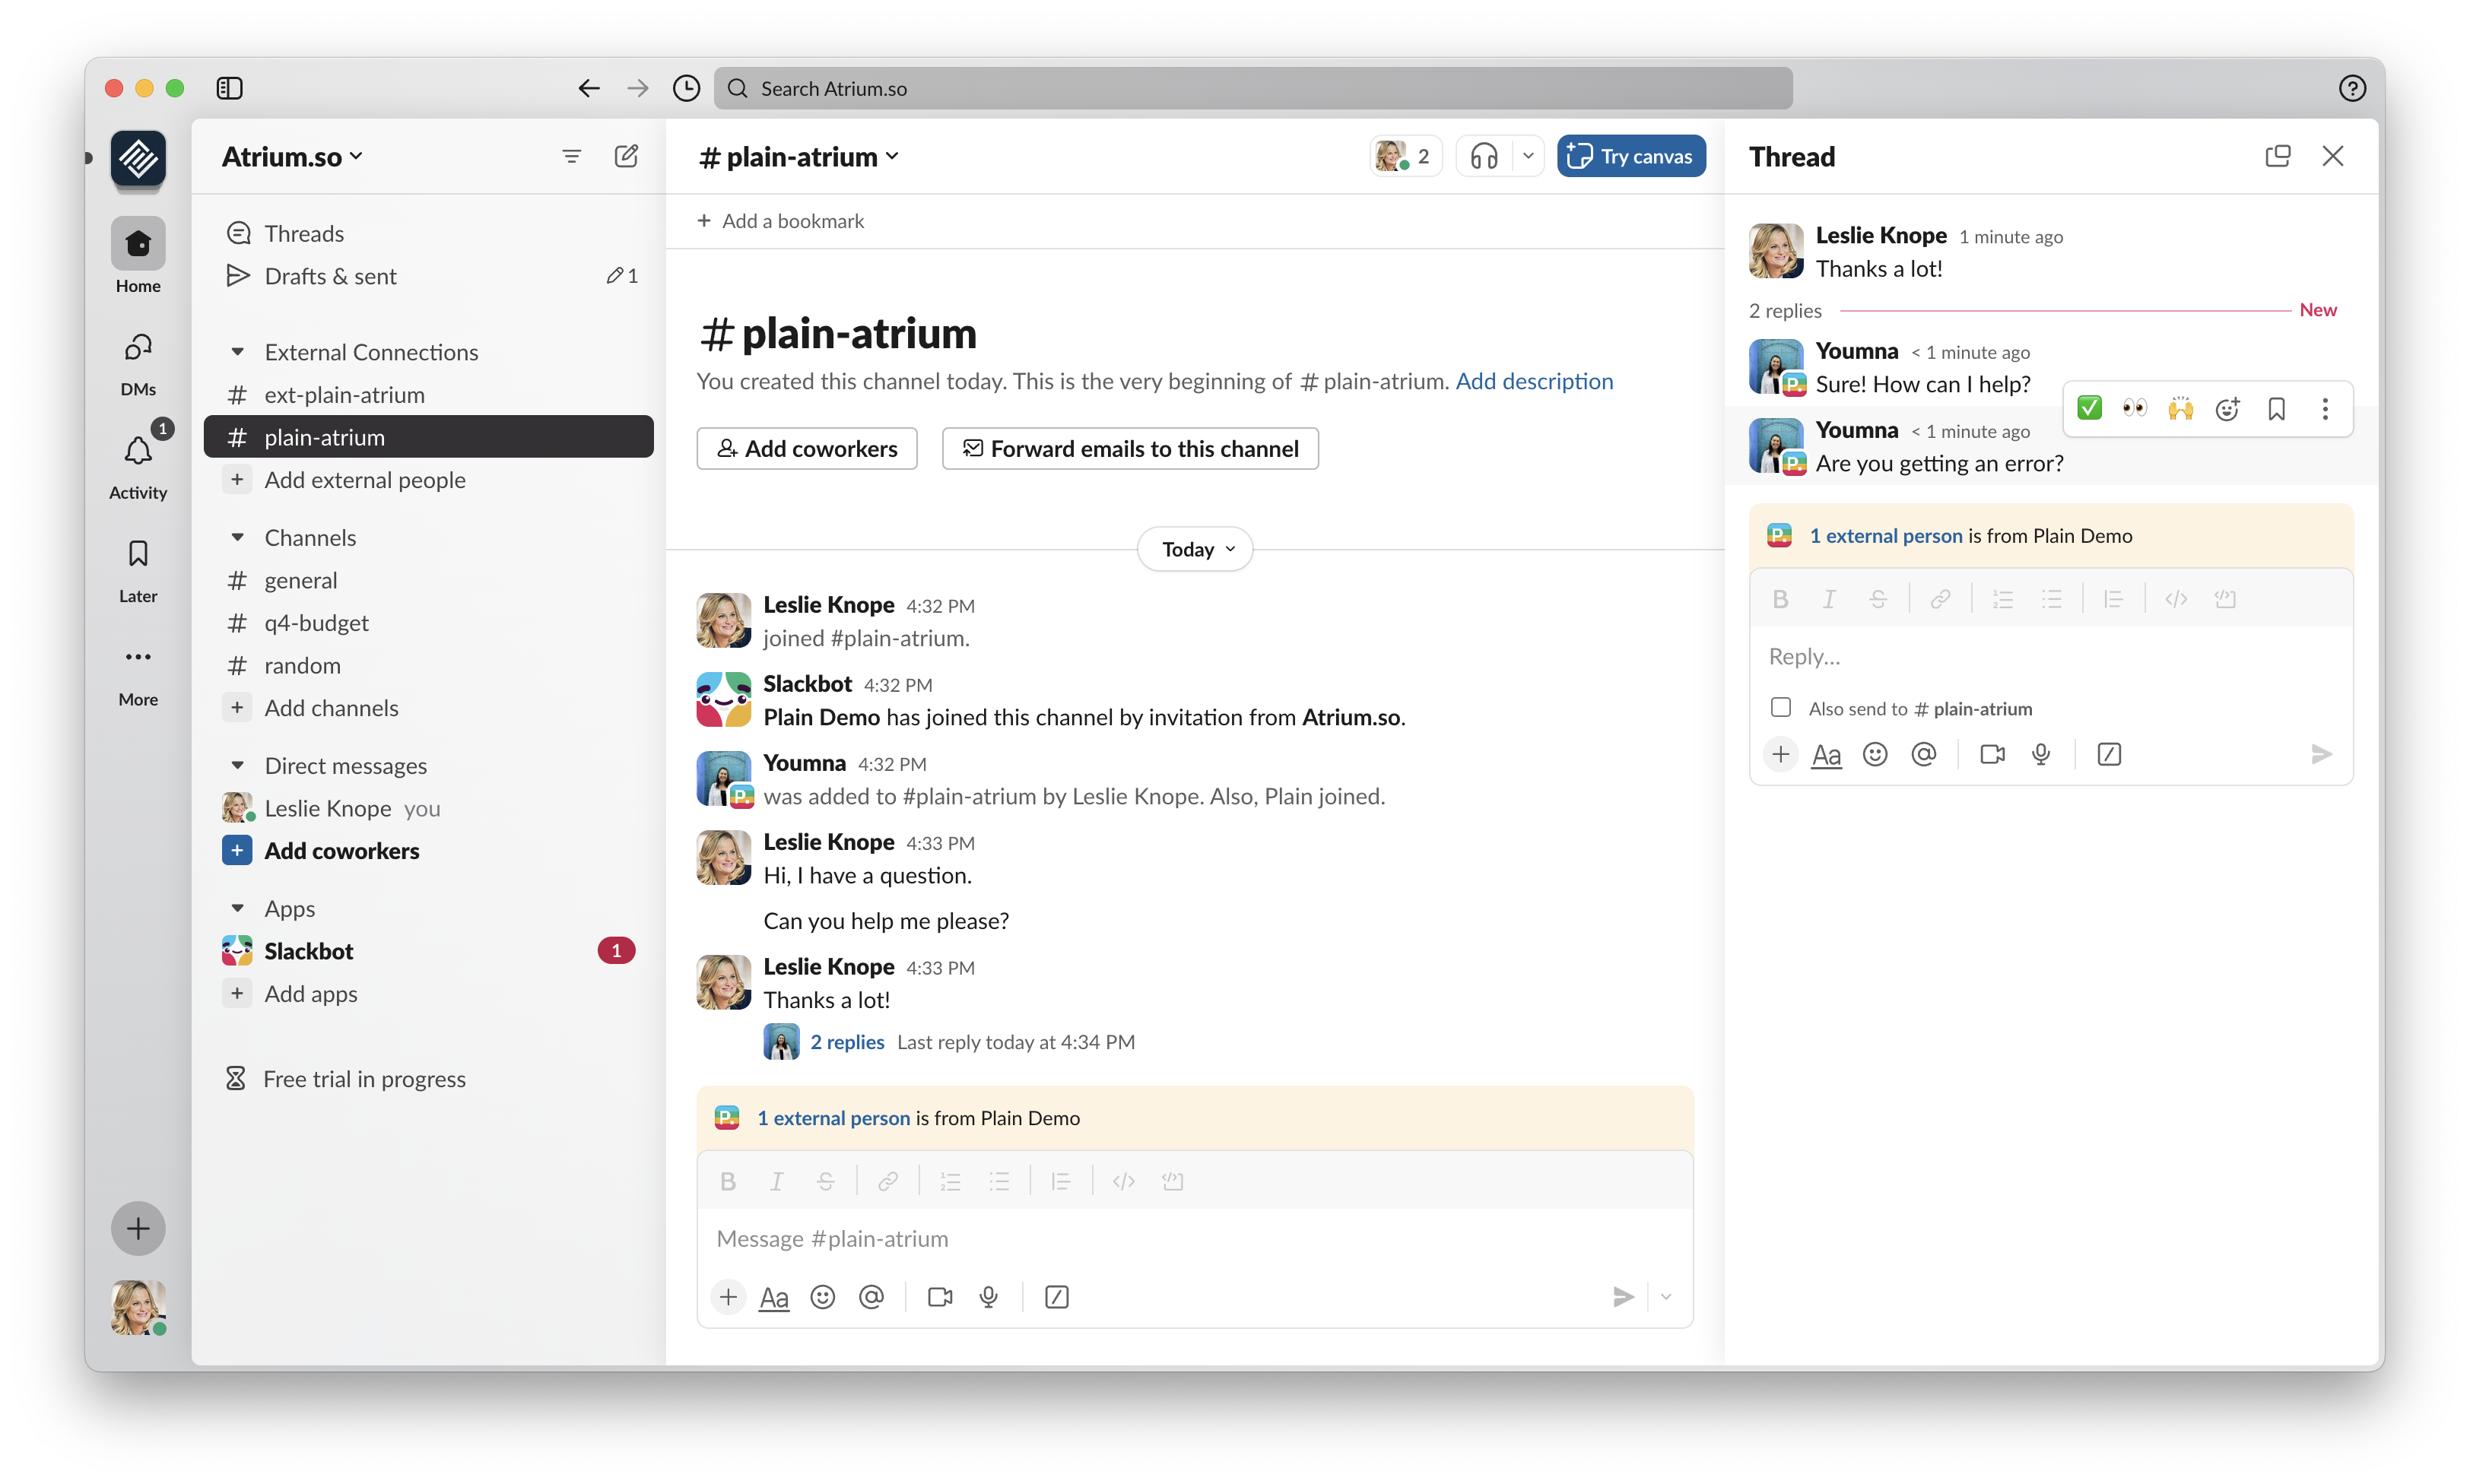 Search Atrium.so
Home
DMs
1
Activity
Later
More
Atrium.so
Threads
Drafts & sent 1
External Connections
# ext-plain-atrium
# plain-atrium
+ Add external people
Channels
# general
# q4-budget
# random
+ Add channels
Direct messages
Leslie Knope you
+ Add coworkers
Apps
Slackbot 1
+ Add apps
Free trial in progress
# plain-atrium
2
Try canvas
+ Add a bookmark
# plain-atrium
You created this channel today. This is the very beginning of # plain-atrium. Add description
Add coworkers
Forward emails to this channel
Today
Leslie Knope 4:32 PM
joined #plain-atrium.
Slackbot 4:32 PM
Plain Demo has joined this channel by invitation from Atrium.so.
Youmna 4:32 PM
was added to #plain-atrium by Leslie Knope. Also, Plain joined.
Leslie Knope 4:33 PM
Hi, I have a question.
Can you help me please?
Leslie Knope 4:33 PM
Thanks a lot!
2 replies Last reply today at 4:34 PM
P. 1 external person is from Plain Demo
B I S
Message #plain-atrium
+ Aa @
Thread
Leslie Knope 1 minute ago
Thanks a lot!
2 replies New
Youmna < 1 minute ago
Sure! How can I help?
Youmna < 1 minute ago
Are you getting an error?
P. 1 external person is from Plain Demo
B I S
Reply...
Also send to # plain-atrium
+ Aa @